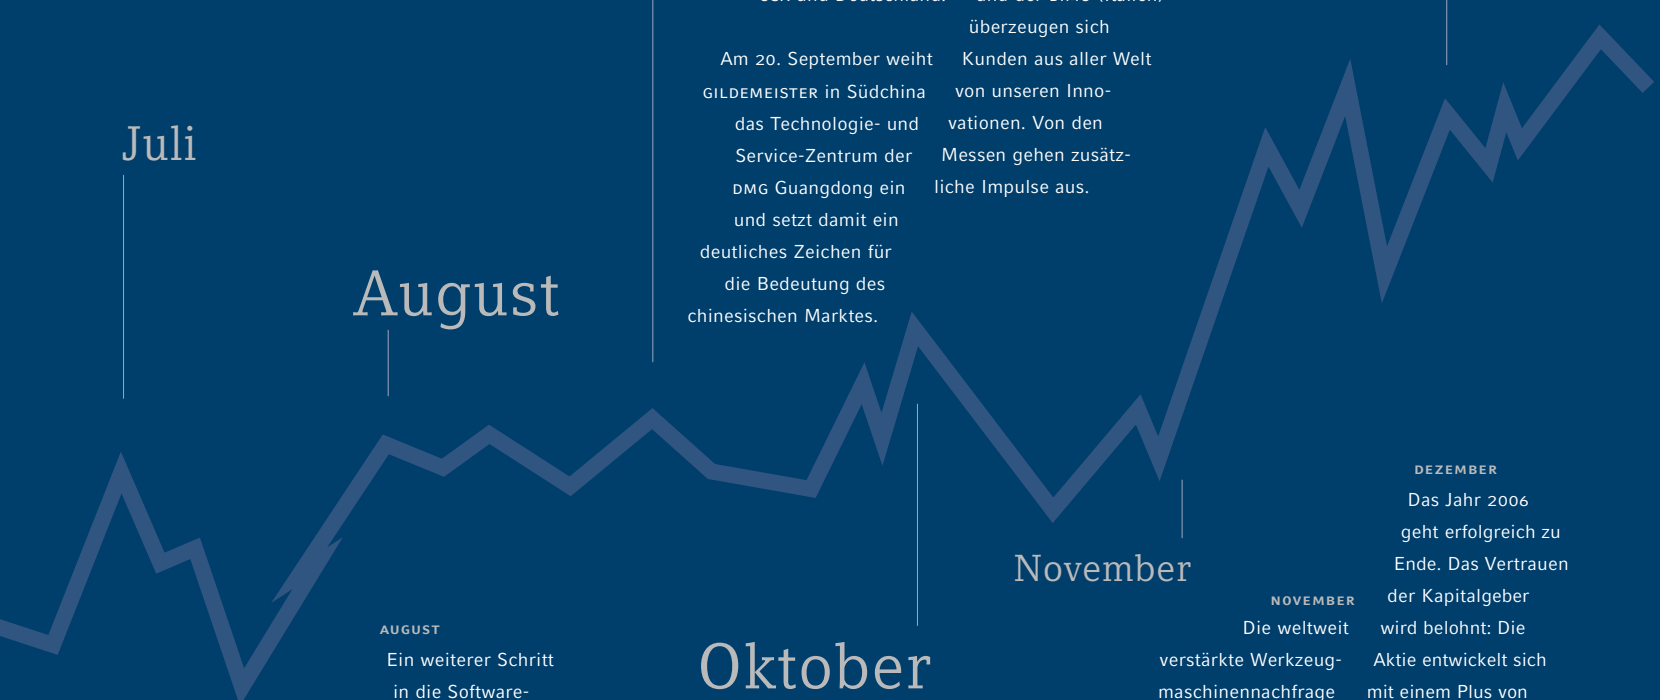 Juli
August
AUGUST
Ein weiterer Schritt
in die Software-
Am 20. September weiht
GILDEMEISTER in Südchina
das Technologie- und
Service-Zentrum der
DMG Guangdong ein
und setzt damit ein
deutliches Zeichen für
die Bedeutung des
chinesischen Marktes.
überzeugen sich
Kunden aus aller Welt
von unseren Inno-
vationen. Von den
Messen gehen zusätz-
liche Impulse aus.
Oktober
November
NOVEMBER
Die weltweit
verstärkte Werkzeug-
maschinennachfrage
DEZEMBER
Das Jahr 2006
geht erfolgreich zu
Ende. Das Vertrauen
der Kapitalgeber
wird belohnt: Die
Aktie entwickelt sich
mit einem Plus von